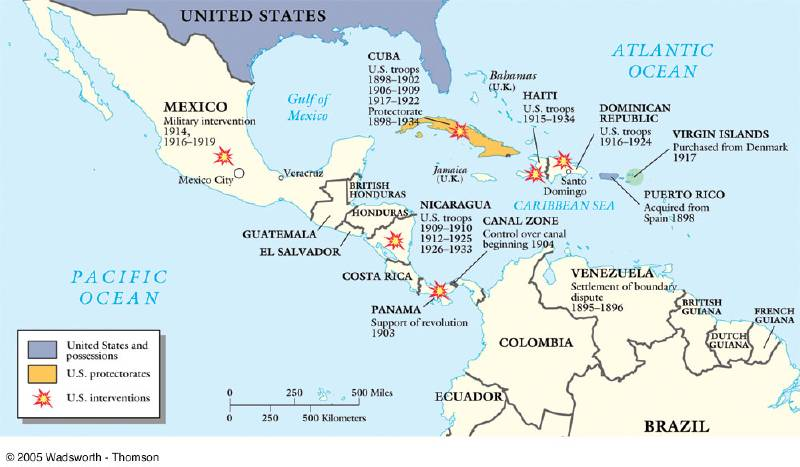 UNITED STATES
ATLANTIC
OCEAN
Gulf of
Mexico
CUBA
U.S. troops
1898–1902
1906–1909
1917–1922
Protectorate
1898–1934
Bahamas
(U.K.)
HAITI
U.S. troops
1915–1934
DOMINICAN
REPUBLIC
U.S. troops
1916–1924
VIRGIN ISLANDS
Purchased from Denmark
1917
MEXICO
Military intervention
1914,
1916–1919
Mexico City
Veracruz
Jamaica
(U.K.)
Santo
Domingo
CARIBBEAN SEA
PUERTO RICO
Acquired from
Spain 1898
BRITISH
HONDURAS
HONDURAS
GUATEMALA
EL SALVADOR
NICARAGUA
U.S. troops
1909–1910
1912–1925
1926–1933
CANAL ZONE
Control over canal
beginning 1904
COSTA RICA
PANAMA
Support of revolution
1903
PACIFIC
OCEAN
VENEZUELA
Settlement of boundary
dispute
1895–1896
BRITISH
GUIANA
DUTCH
GUIANA
FRENCH
GUIANA
COLOMBIA
ECUADOR
BRAZIL
United States and
possessions
U.S. protectorates
U.S. interventions
0 250 500 Miles
0 250 500 Kilometers
© 2005 Wadsworth - Thomson